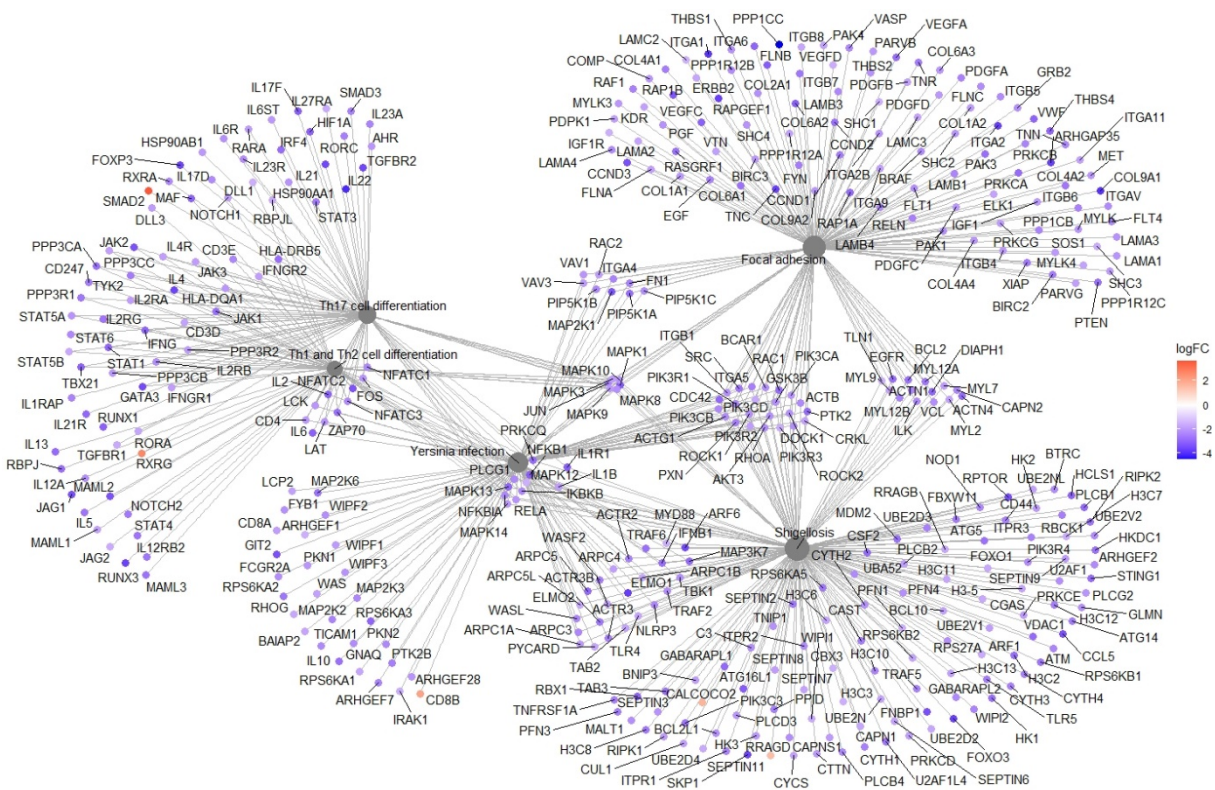 THBS1
PPP1CC
ITGB8
VASP
VEGFA
LAMC2
ITGA1
ITGA6
FLNB
PAK4
PARVB
COL6A3
COMP
COL4A1
PPP1R12B
VEGFD
THBS2
TNR
PDGFA
GRB2
RAF1
RAP1B
ERBB2
COL2A1
ITGB7
PDGFB
FLNC
ITGB5
THBS4
MYLK3
KDR
VEGFC
RAPGEF1
LAMB3
PDGFD
COL1A2
VWF
ITGA11
PDPK1
PGF
SHC4
COL6A2
SHC1
LAMC3
ITGA2
TNN
ARHGAP35
IGF1R
LAMA2
VTN
PPP1R12A
CCND2
SHC2
PAK3
PRKCB
MET
LAMA4
CCND3
RASGRF1
BIRC3
FYN
ITGA2B
BRAF
LAMB1
PRKCA
COL4A2
COL9A1
FLNA
COL1A1
COL6A1
CCND1
ITGA9
FLT1
ELK1
ITGB6
ITGAV
EGF
TNC
COL9A2
RAP1A
RELN
IGF1
PPP1CB
MYLK
FLT4
LAMB4
PAK1
PRKCG
SOS1
LAMA3
Focal adhesion
PDGFC
ITGB4
MYLK4
LAMA1
COL4A4
XIAP
SHC3
BIRC2
PARVG
PPP1R12C
PTEN
IL17F
IL27RA
SMAD3
IL6ST
HIF1A
IL23A
HSP90AB1
IL6R
IRF4
RORC
AHR
FOXP3
RARA
IL23R
TGFBR2
RXRA
IL17D
DLL1
IL21
IL22
SMAD2
MAF
NOTCH1
HSP90AA1
DLL3
RBPJL
STAT3
PPP3CA
JAK2
IL4R
CD3E
HLA-DRB5
CD247
PPP3CC
JAK3
IFNGR2
TYK2
IL4
PPP3R1
IL2RA
HLA-DQA1
Th17 cell differentiation
STAT5A
IL2RG
JAK1
STAT6
IFNG
CD3D
STAT5B
STAT1
PPP3R2
Th1 and Th2 cell differentiation
TBX21
PPP3CB
IL2RB
IL2
NFATC2
NFATC1
IL1RAP
GATA3
IFNGR1
LCK
FOS
IL21R
RUNX1
CD4
NFATC3
IL13
RORA
IL6
ZAP70
RBPJ
TGFBR1
RXRG
LAT
IL12A
MAML2
JAG1
NOTCH2
IL5
STAT4
MAML1
IL12RB2
JAG2
RUNX3
MAML3
RAC2
VAV1
ITGA4
VAV3
FN1
PIP5K1B
PIP5K1C
MAP2K1
PIP5K1A
MAPK1
MAPK10
MAPK3
MAPK8
JUN
MAPK9
ITGB1
BCAR1
TLN1
SRC
RAC1
PIK3CA
EGFR
BCL2
DIAPH1
PIK3R1
ITGA5
GSK3B
MYL9
MYL12A
CDC42
PIK3CD
ACTB
ACTN1
MYL7
PIK3CB
PTK2
MYL12B
VCL
ACTN4
CAPN2
ACTG1
PIK3R2
DOCK1
CRKL
ILK
MYL2
ROCK1
RHOA
PIK3R3
PXN
AKT3
ROCK2
PRKCQ
Yersinia infection
NFKB1
IL1R1
PLCG1
MAPK12
IL1B
MAPK13
IKBKB
NFKBIA
RELA
MAPK14
LCP2
MAP2K6
FYB1
WIPF2
CD8A
ARHGEF1
GIT2
WIPF1
PKN1
FCGR2A
WIPF3
RPS6KA2
WAS
MAP2K3
RHOG
MAP2K2
RPS6KA3
BAIAP2
TICAM1
PKN2
IL10
GNAQ
PTK2B
RPS6KA1
ARHGEF28
ARHGEF7
CD8B
IRAK1
ACTR2
MYD88
ARF6
WASF2
TRAF6
IFNB1
ARPC5
ARPC4
MAP3K7
ARPC5L
ACTR3B
ELMO1
ARPC1B
ELMO2
TBK1
WASL
ACTR3
TRAF2
ARPC1A
ARPC3
NLRP3
PYCARD
TLR4
TAB2
NOD1
HK2
BTRC
RPTOR
UBE2NL
HCLS1
RRAGB
FBXW11
CD44
PLCB1
RIPK2
MDM2
UBE2D3
ITPR3
H3C7
Shigellosis
CSF2
ATG5
RBCK1
UBE2V2
CYTH2
PLCB2
FOXO1
PIK3R4
HKDC1
UBA52
U2AF1
ARHGEF2
RPS6KA5
H3C11
SEPTIN9
STING1
SEPTIN2
H3C6
PFN1
PFN4
H3-5
PRKCE
PLCG2
CAST
BCL10
CGAS
GLMN
TNIP1
UBE2V1
VDAC1
H3C12
C3
ITPR2
WIPI1
RPS6KB2
ATG14
GABARAPL1
SEPTIN8
CBX3
H3C10
RPS27A
ARF1
ATM
CCL5
BNIP3
ATG16L1
SEPTIN7
TRAF5
H3C13
H3C2
RPS6KB1
RBX1
TAB3
CALCOCO2
PPID
H3C3
GABARAPL2
CYTH3
CYTH4
TNFRSF1A
SEPTIN3
PIK3C3
UBE2N
FNBP1
WIPI2
TLR5
PFN3
MALT1
BCL2L1
PLCD3
HK1
H3C8
RIPK1
HK3
RRAGD
CAPNS1
CAPN1
UBE2D2
FOXO3
CUL1
UBE2D4
CYTH1
PRKCD
ITPR1
SEPTIN11
CTTN
U2AF1L4
SEPTIN6
SKP1
CYCS
PLCB4
logFC
2
0
-2
-4